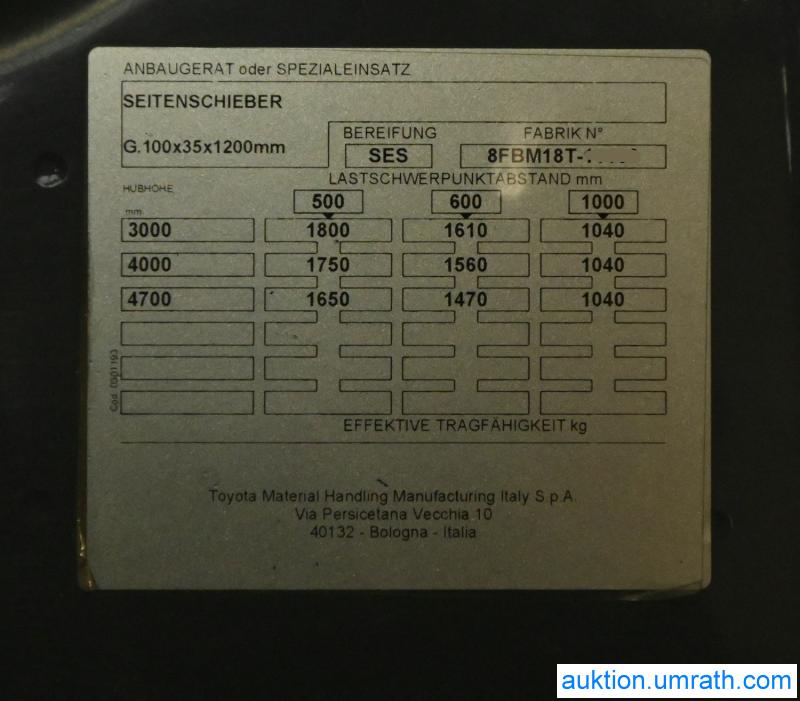 ANBAUGERAT oder SPEZIALEINSATZ
SEITENSCHIEBER
G.100x35x1200mm
BEREIFUNG FABRIK N°
SES 8FBM18T-
LASTSCHWERPUNKTABSTAND mm
HUBHÖHE
mm
500 600 1000
3000 1800 1610 1040
4000 1750 1560 1040
4700 1650 1470 1040
EFFEKTIVE TRAGFÄHIGKEIT kg
Toyota Material Handling Manufacturing Italy S.p.A.
Via Persicetana Vecchia 10
40132 - Bologna - Italia
auktion.umrath.com